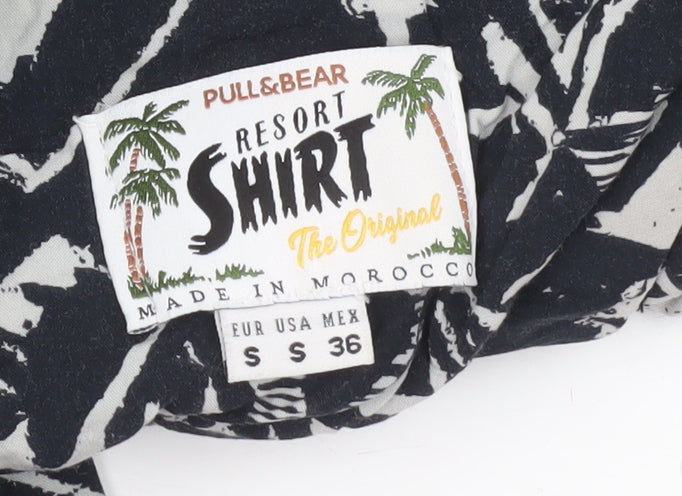 PULL&BEAR
RESORT
SHIRT
The Original
MADE IN MOROCCO
EUR USA MEX
S S 36